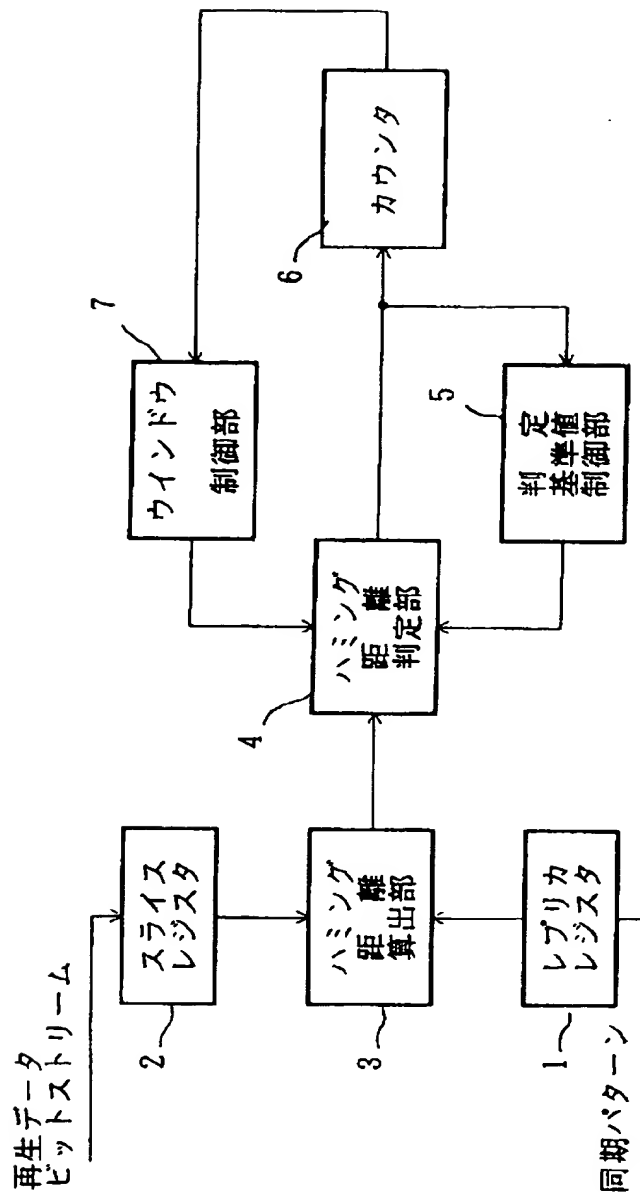 再生データ
ビットストリーム
2
スライス
レジスタ
3
ハミング
距離
算出部
1
レプリカ
レジスタ
同期パターン
4
ハミング
距離
判定部
7
ウインドウ
制御部
5
判定
基準値
制御部
6
カウンタ